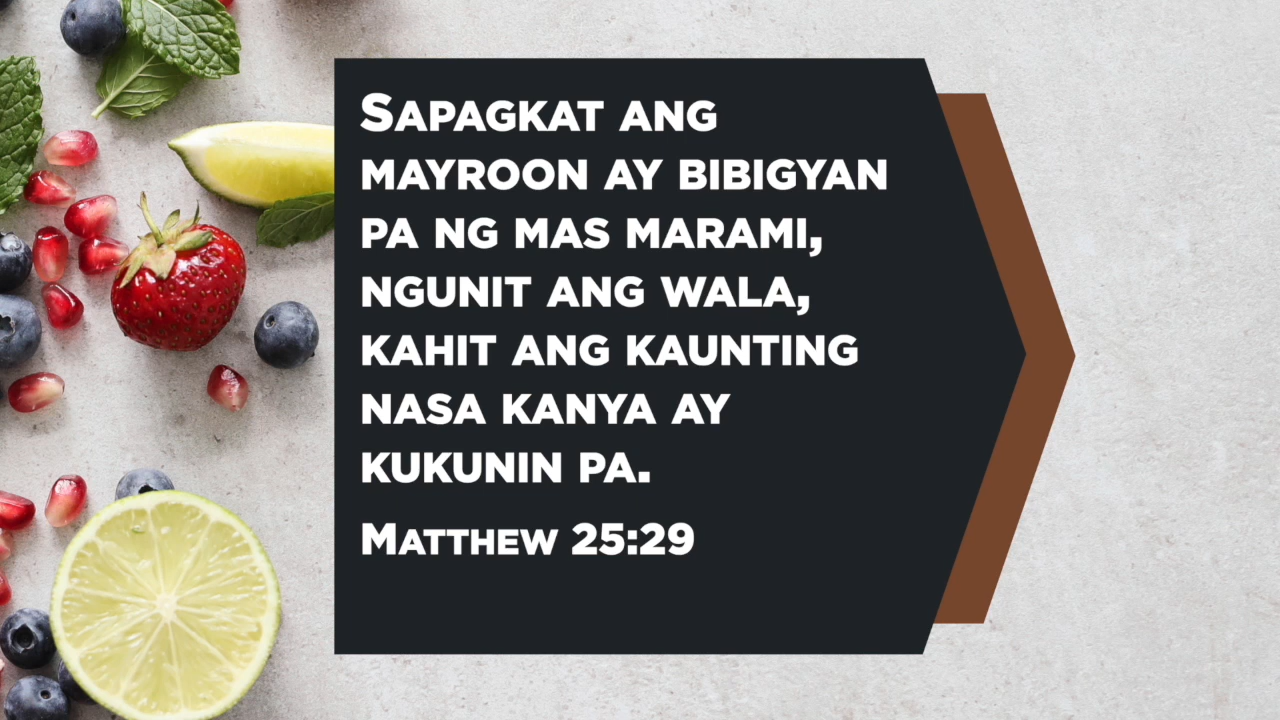 Sapagkat ang
mayroon ay bibigyan
pa ng mas marami,
ngunit ang wala,
kahit ang kaunting
nasa kanya ay
kukunin pa.
Matthew 25:29